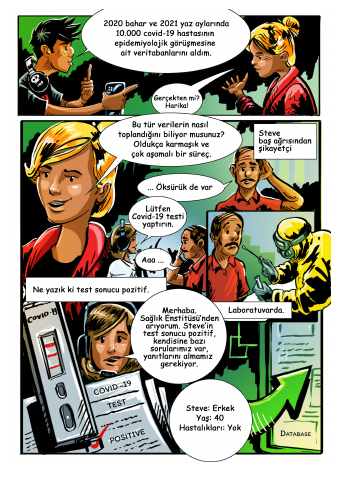 2020 bahar ve 2021 yaz aylarında
10.000 covid-19 hastasının
epidemiyolojik görüşmesine
ait veritabanlarını aldım.
Gerçekten mi?
Harika!
Bu tür verilerin nasıl
toplandığını biliyor musunuz?
Oldukça karmaşık ve
çok aşamalı bir süreç.
Steve
baş ağrısından
şikayetçi
... Öksürük de var
Lütfen
Covid-19 testi
yaptırın.
Aaa ...
Ne yazık ki test sonucu pozitif.
Laboratuvarda.
Merhaba.
Sağlık Enstitüsü'nden
arıyorum. Steve'in
test sonucu pozitif,
kendisine bazı
sorularımız var,
yanıtlarını almamız
gerekiyor.
COVID-19
COVID-19
TEST
POSITIVE
Steve: Erkek
Yaş: 40
Hastalıkları: Yok
DATABASE